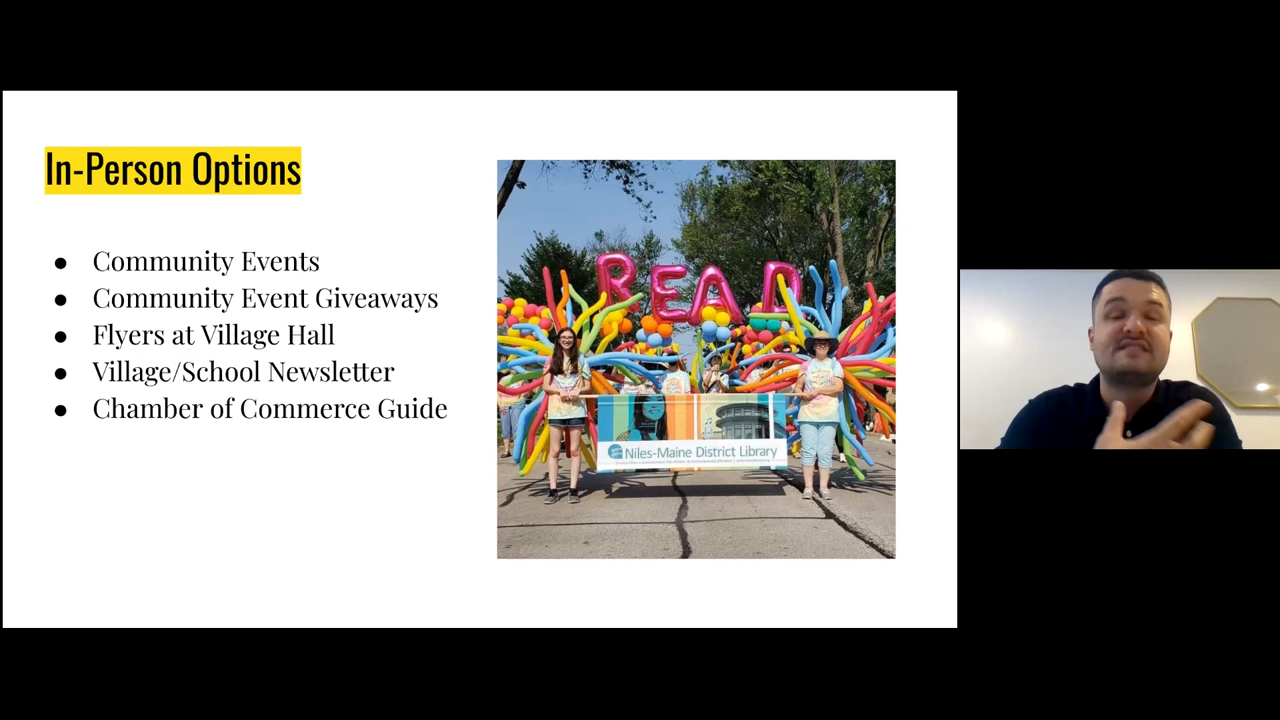 In-Person Options
● Community Events
● Community Event Giveaways
● Flyers at Village Hall
● Village/School Newsletter
● Chamber of Commerce Guide
READ
Niles-Maine District Library